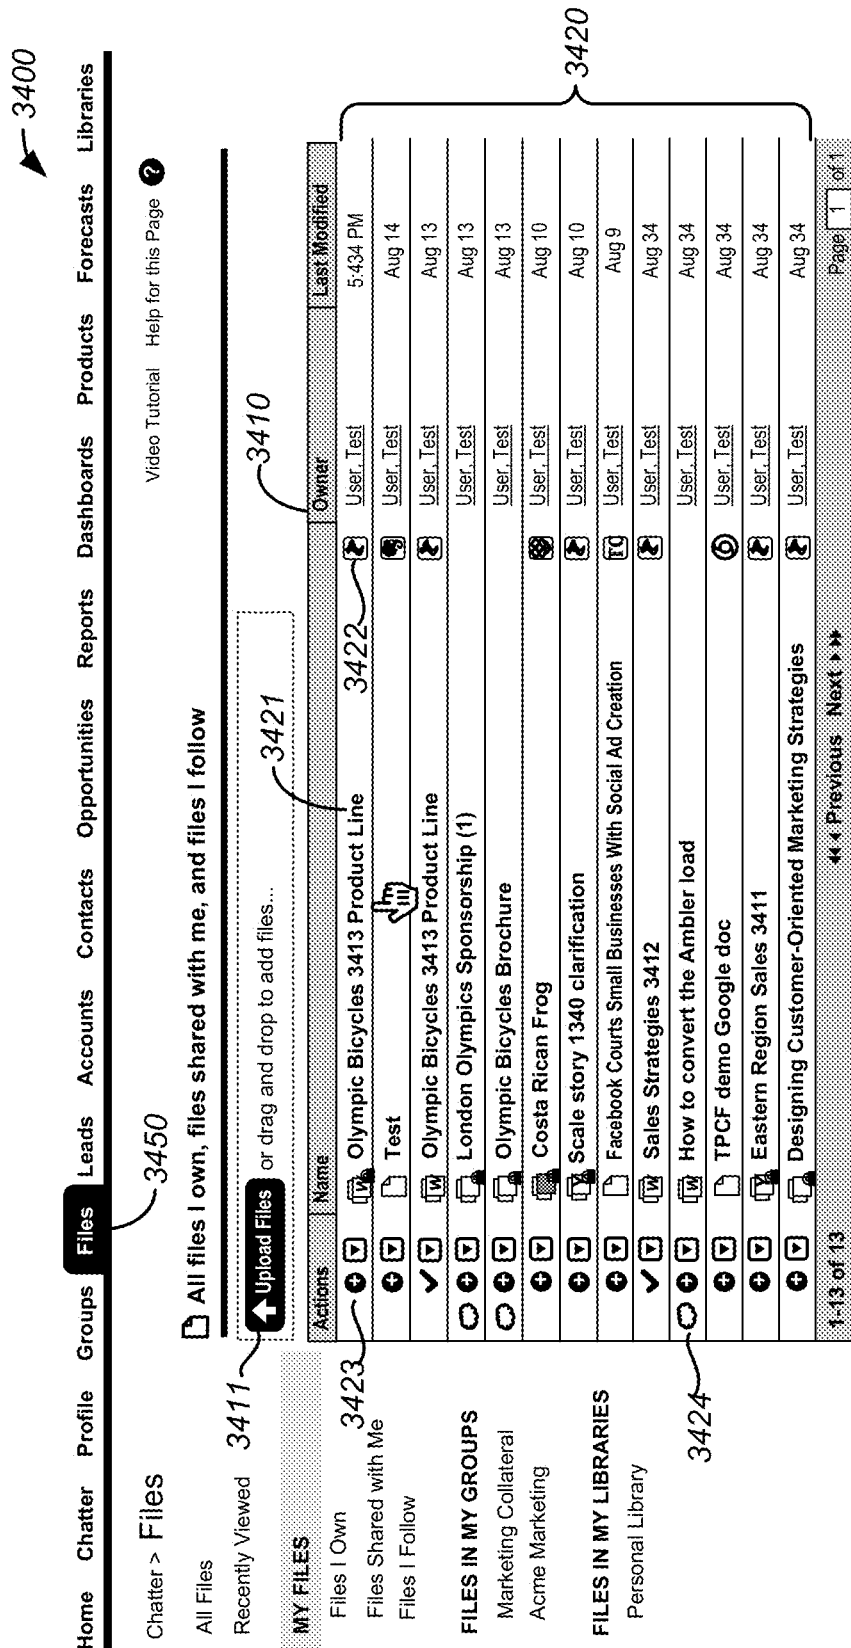 3400
Home Chatter Profile Groups Files Leads Accounts Contacts Opportunities Reports Dashboards Products Forecasts Libraries
3450
Chatter > Files
Video Tutorial Help for this Page ?
All Files
Recently Viewed
MY FILES
Files I Own
Files Shared with Me
Files I Follow
FILES IN MY GROUPS
Marketing Collateral
Acme Marketing
FILES IN MY LIBRARIES
Personal Library
All files I own, files shared with me, and files I follow
3411
Upload Files or drag and drop to add files...
3421
3410
Actions Name Owner Last Modified
W Olympic Bicycles 3413 Product Line User, Test 5:434 PM
Test User, Test Aug 14
W Olympic Bicycles 3413 Product Line User, Test Aug 13
London Olympics Sponsorship (1) User, Test Aug 13
Olympic Bicycles Brochure User, Test Aug 13
Costa Rican Frog User, Test Aug 10
Scale story 1340 clarification User, Test Aug 10
Facebook Courts Small Businesses With Social Ad Creation TC User, Test Aug 9
W Sales Strategies 3412 User, Test Aug 34
W How to convert the Ambler load User, Test Aug 34
TPCF demo Google doc User, Test Aug 34
Eastern Region Sales 3411 User, Test Aug 34
Designing Customer-Oriented Marketing Strategies User, Test Aug 34
3422
3423
3424
3420
1-13 of 13 Previous Next Page 1 of 1